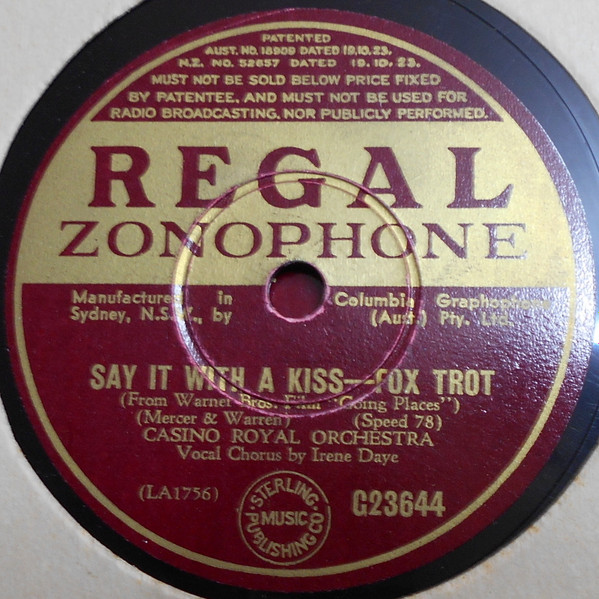 PATENTED
AUST. NO. 18909 DATED 19.10.23.
N.Z. NO. 52657 DATED 19.10.23.
MUST NOT BE SOLD BELOW PRICE FIXED
BY PATENTEE, AND MUST NOT BE USED FOR
RADIO BROADCASTING, NOR PUBLICLY PERFORMED.
REGAL
ZONOPHONE
Manufactured in Columbia Graphophone
Sydney, N.S.W., by (Aust.) Pty. Ltd.
SAY IT WITH A KISS—FOX TROT
(From Warner Bros. Film "Going Places")
(Mercer & Warren) (Speed 78)
CASINO ROYAL ORCHESTRA
Vocal Chorus by Irene Daye
(LA1756) STERLING MUSIC PUBLISHING CO G23644